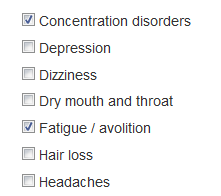 Concentration disorders
Depression
Dizziness
Dry mouth and throat
Fatigue / avolition
Hair loss
Headaches